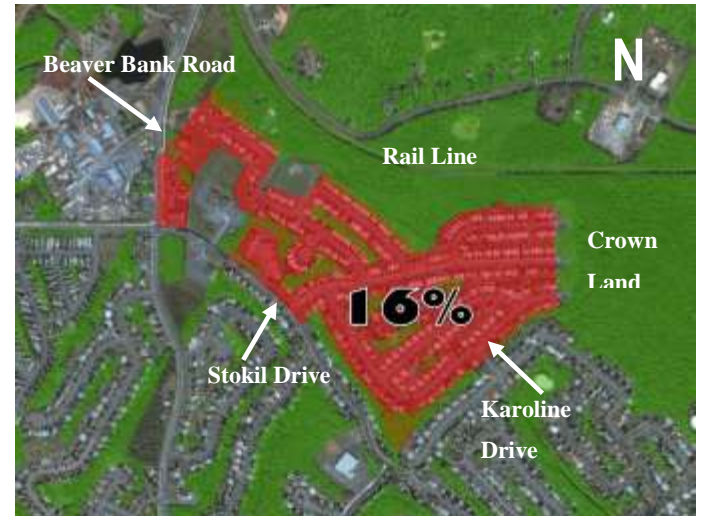 Beaver Bank Road
N
Rail Line
Crown
Land
16%
Stokil Drive
Karoline
Drive